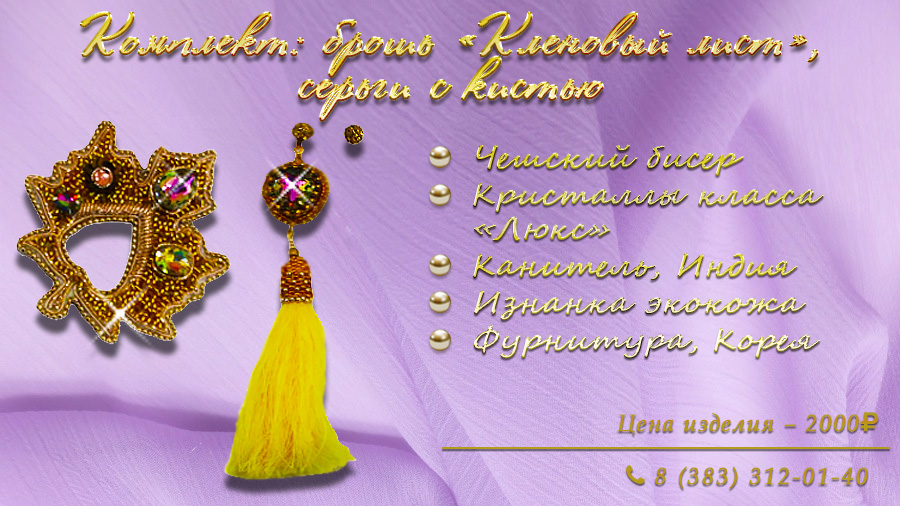 Комплект: брошь «Кленовый лист»,
серьги с кистью
Чешский бисер
Кристаллы класса
«Люкс»
Канитель, Индия
Изнанка экокожа
Фурнитура, Корея
Цена изделия – 2000₽
8 (383) 312-01-40